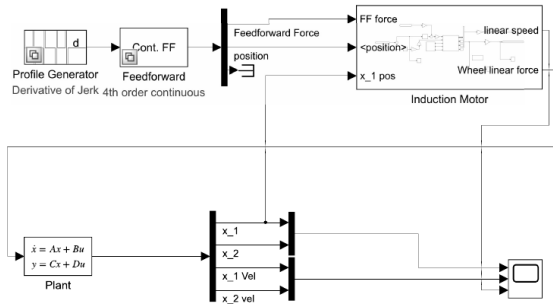 d
Cont. FF
Profile Generator
Derivative of Jerk
Feedforward
4th order continuous
Feedforward Force
position
FF force
<position>
x_1 pos
linear speed
Wheel linear force
Induction Motor
ẋ = Ax + Bu
y = Cx + Du
Plant
x_1
x_2
x_1 Vel
x_2 vel